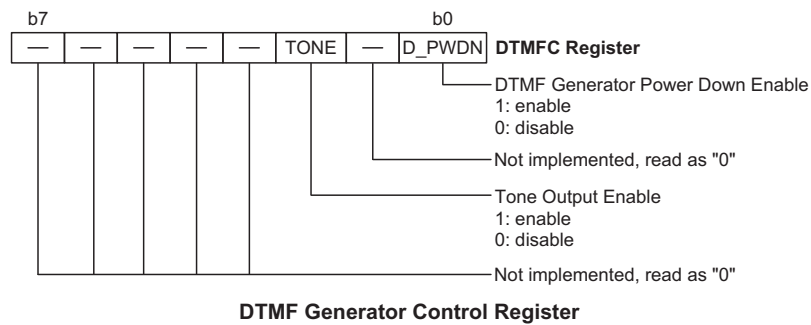 b7 b0
— — — — — TONE — D_PWDN DTMFC Register
DTMF Generator Power Down Enable
1: enable
0: disable
Not implemented, read as "0"
Tone Output Enable
1: enable
0: disable
Not implemented, read as "0"
DTMF Generator Control Register